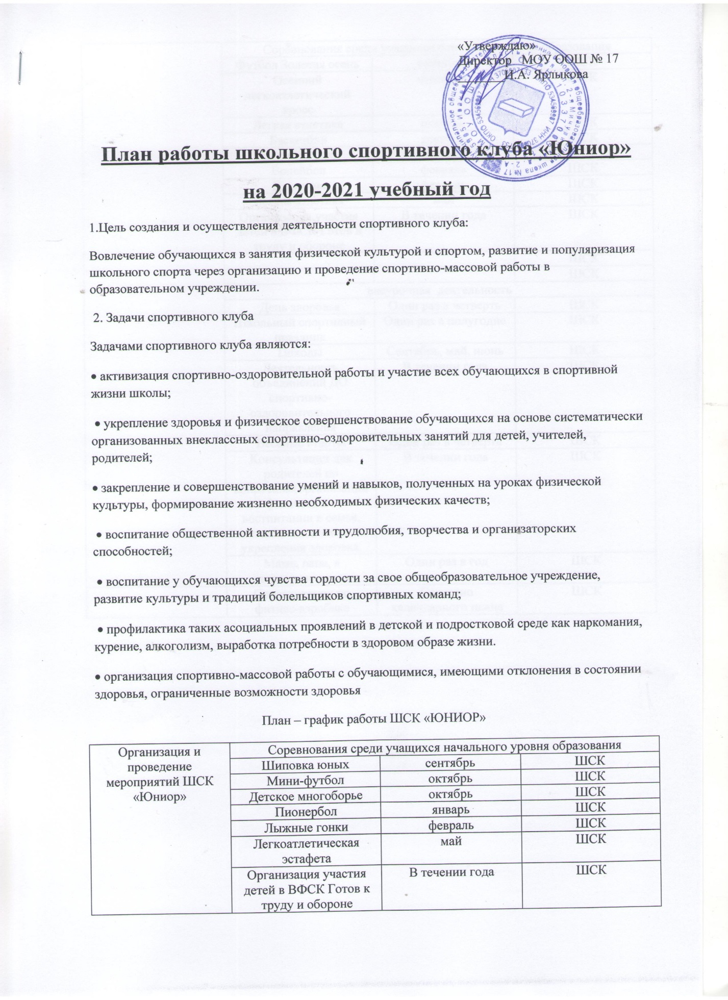 «Утверждаю»
Директор МОУ ООШ № 17
_______И.А. Ярлыкова
План работы школьного спортивного клуба «Юниор»
на 2020-2021 учебный год
1.Цель создания и осуществления деятельности спортивного клуба:
Вовлечение обучающихся в занятия физической культурой и спортом, развитие и популяризация
школьного спорта через организацию и проведение спортивно-массовой работы в
образовательном учреждении.
2. Задачи спортивного клуба
Задачами спортивного клуба являются:
• активизация спортивно-оздоровительной работы и участие всех обучающихся в спортивной
жизни школы;
• укрепление здоровья и физическое совершенствование обучающихся на основе систематически
организованных внеклассных спортивно-оздоровительных занятий для детей, учителей,
родителей;
• закрепление и совершенствование умений и навыков, полученных на уроках физической
культуры, формирование жизненно необходимых физических качеств;
• воспитание общественной активности и трудолюбия, творчества и организаторских
способностей;
• воспитание у обучающихся чувства гордости за свое общеобразовательное учреждение,
развитие культуры и традиций болельщиков спортивных команд;
• профилактика таких асоциальных проявлений в детской и подростковой среде как наркомания,
курение, алкоголизм, выработка потребности в здоровом образе жизни.
• организация спортивно-массовой работы с обучающимися, имеющими отклонения в состоянии
здоровья, ограниченные возможности здоровья
План – график работы ШСК «ЮНИОР»
Организация и
проведение
мероприятий ШСК
«Юниор»
Соревнования среди учащихся начального уровня образования
Шиповка юных сентябрь ШСК
Мини-футбол октябрь ШСК
Детское многоборье октябрь ШСК
Пионербол январь ШСК
Лыжные гонки февраль ШСК
Легкоатлетическая май ШСК
эстафета
Организация участия В течении года ШСК
детей в ВФСК Готов к
труду и обороне